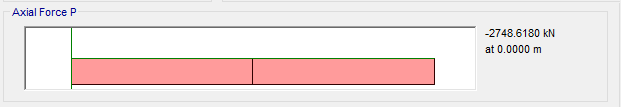 Axial Force P
-2748.6180 kN
at 0.0000 m